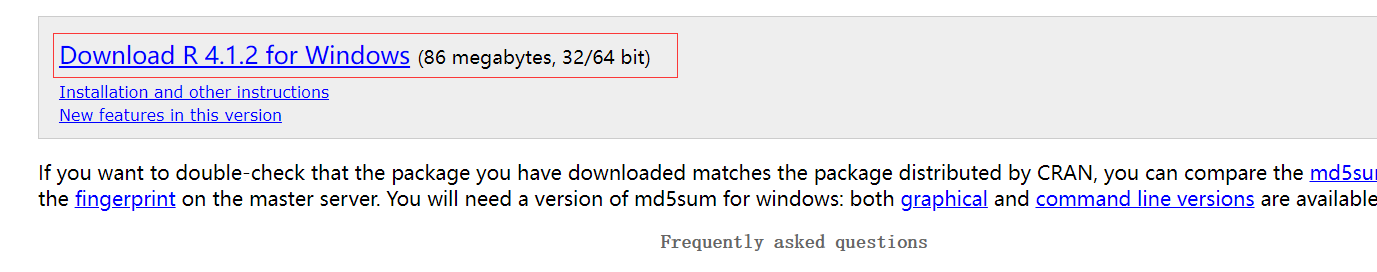 Download R 4.1.2 for Windows (86 megabytes, 32/64 bit)
Installation and other instructions
New features in this version
If you want to double-check that the package you have downloaded matches the package distributed by CRAN, you can compare the md5su
the fingerprint on the master server. You will need a version of md5sum for windows: both graphical and command line versions are available
Frequently asked questions